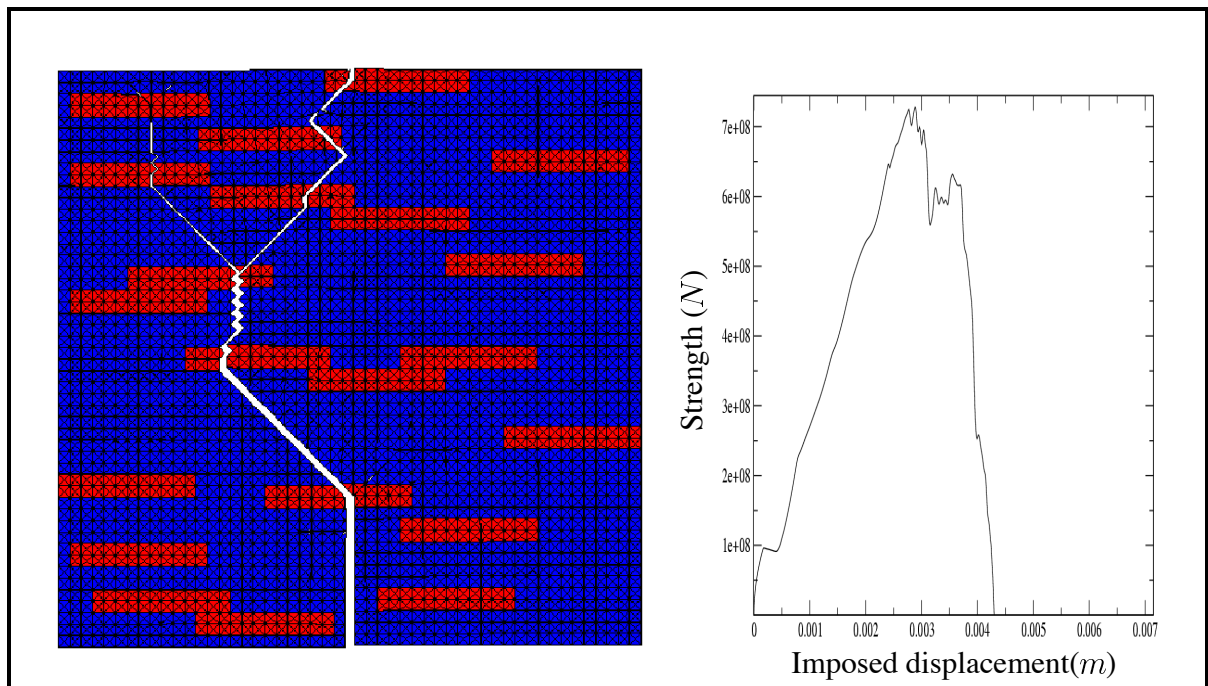 7e+08
6e+08
5e+08
4e+08
3e+08
2e+08
1e+08
Strength (N)
0 0.001 0.002 0.003 0.004 0.005 0.006 0.007
Imposed displacement(m)